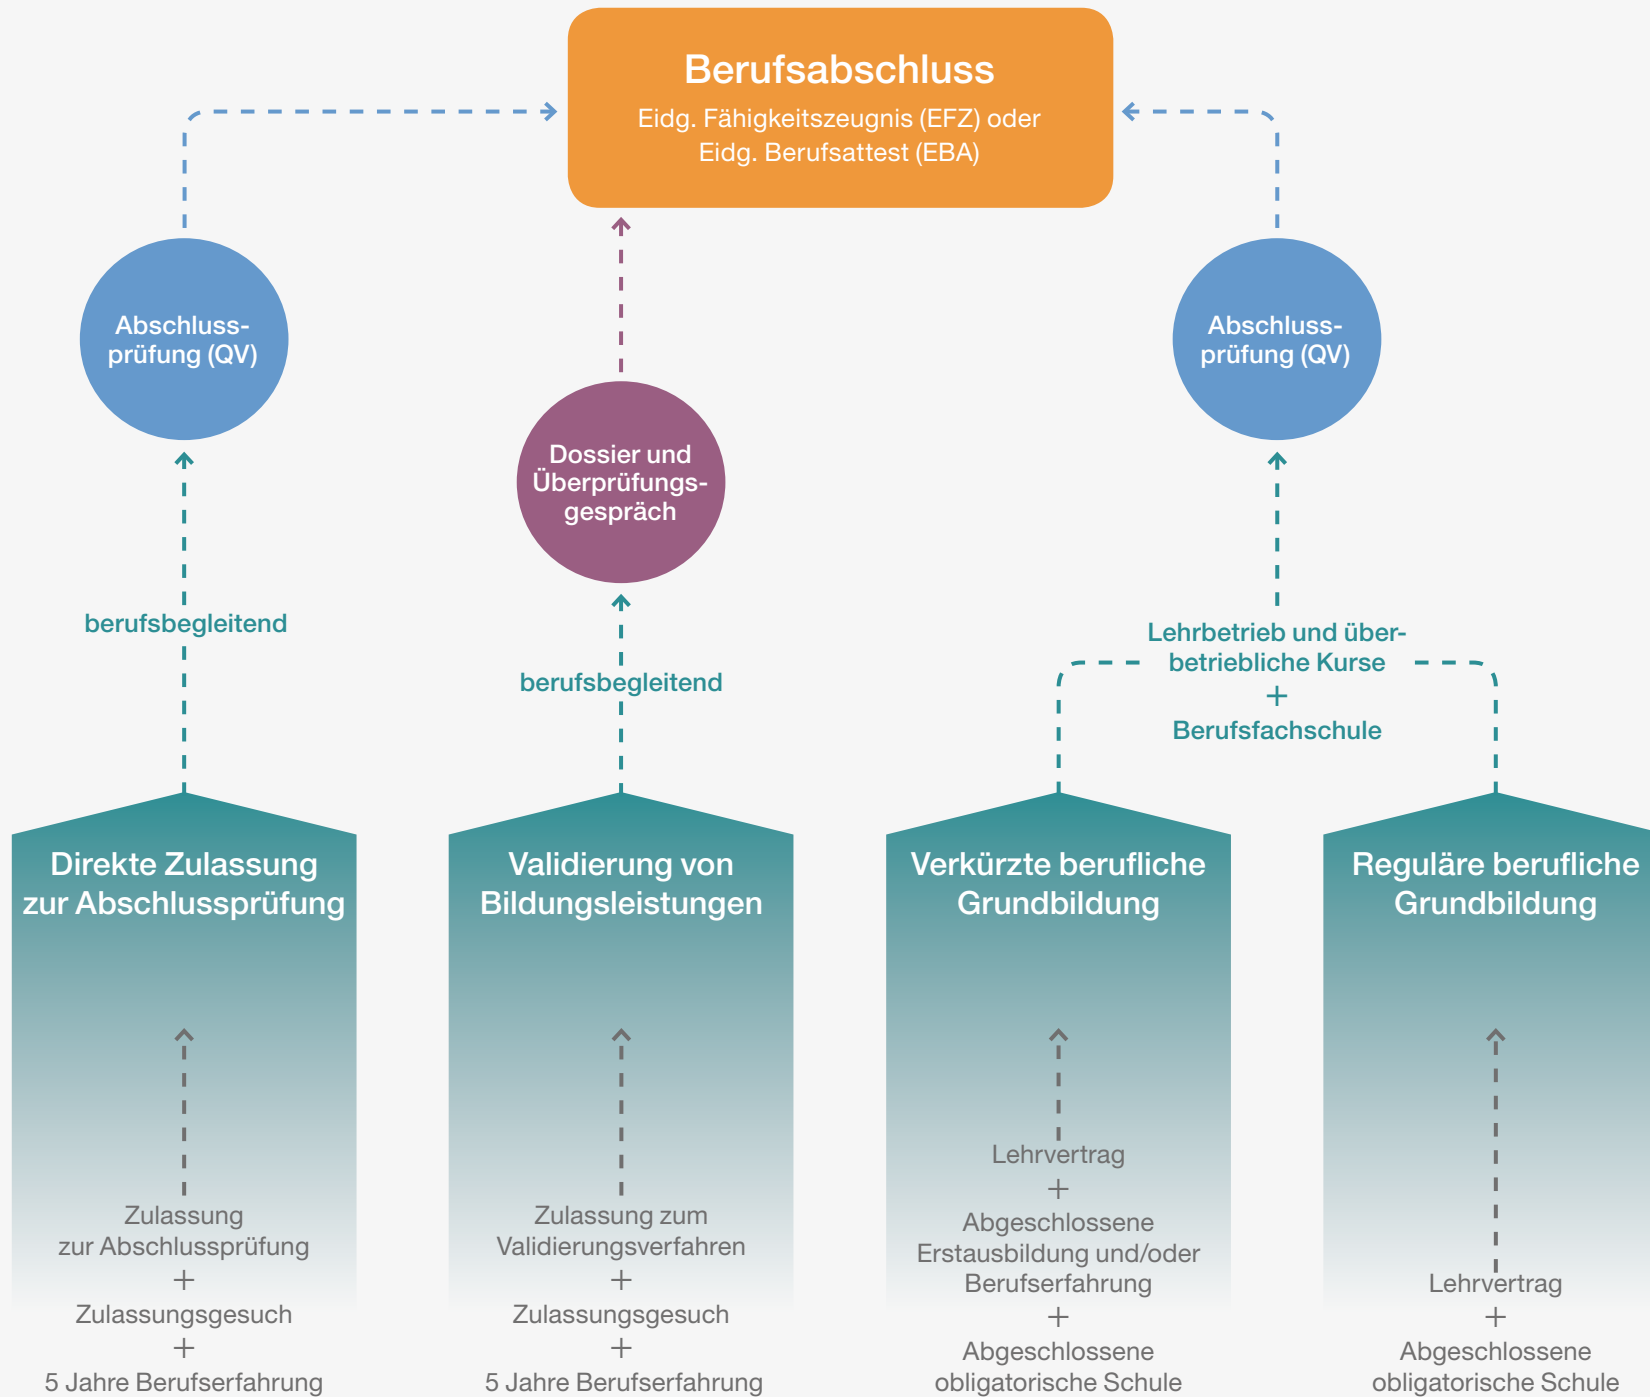 Berufsabschluss
Eidg. Fähigkeitszeugnis (EFZ) oder
Eidg. Berufsattest (EBA)
Abschluss-
prüfung (QV)
Dossier und
Überprüfungs-
gespräch
Abschluss-
prüfung (QV)
berufsbegleitend
berufsbegleitend
Lehrbetrieb und über-
betriebliche Kurse
+
Berufsfachschule
Direkte Zulassung
zur Abschlussprüfung
Zulassung
zur Abschlussprüfung
+
Zulassungsgesuch
+
5 Jahre Berufserfahrung
Validierung von
Bildungsleistungen
Zulassung zum
Validierungsverfahren
+
Zulassungsgesuch
+
5 Jahre Berufserfahrung
Verkürzte berufliche
Grundbildung
Lehrvertrag
+
Abgeschlossene
Erstausbildung und/oder
Berufserfahrung
+
Abgeschlossene
obligatorische Schule
Reguläre berufliche
Grundbildung
Lehrvertrag
+
Abgeschlossene
obligatorische Schule